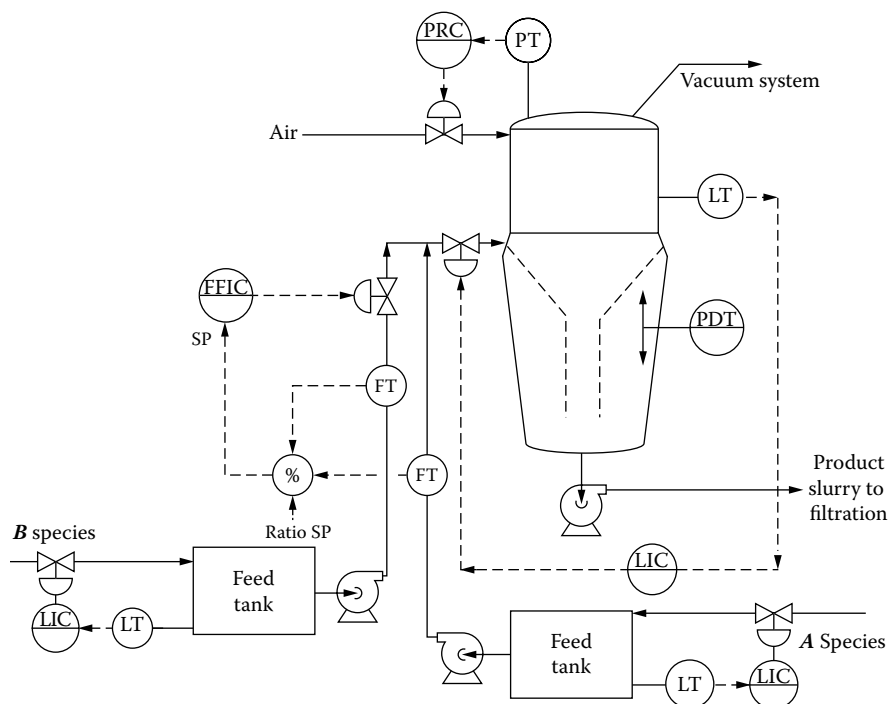 PRC
PT
Vacuum system
Air
LT
FFIC
SP
PDT
FT
%
FT
Ratio SP
Product
slurry to
filtration
B species
Feed
tank
LIC
LIC
LT
Feed
tank
A Species
LT
LIC